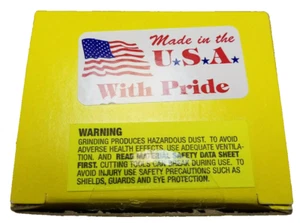 Made in the
U★S★A
With Pride
WARNING
GRINDING PRODUCES HAZARDOUS DUST. TO AVOID
ADVERSE HEALTH EFFECTS, USE ADEQUATE VENTILA-
TION. AND READ MATERIAL SAFETY DATA SHEET
FIRST. CUTTING TOOLS CAN BREAK DURING USE. TO
AVOID INJURY USE SAFETY PRECAUTIONS SUCH AS
SHIELDS, GUARDS AND EYE PROTECTION.